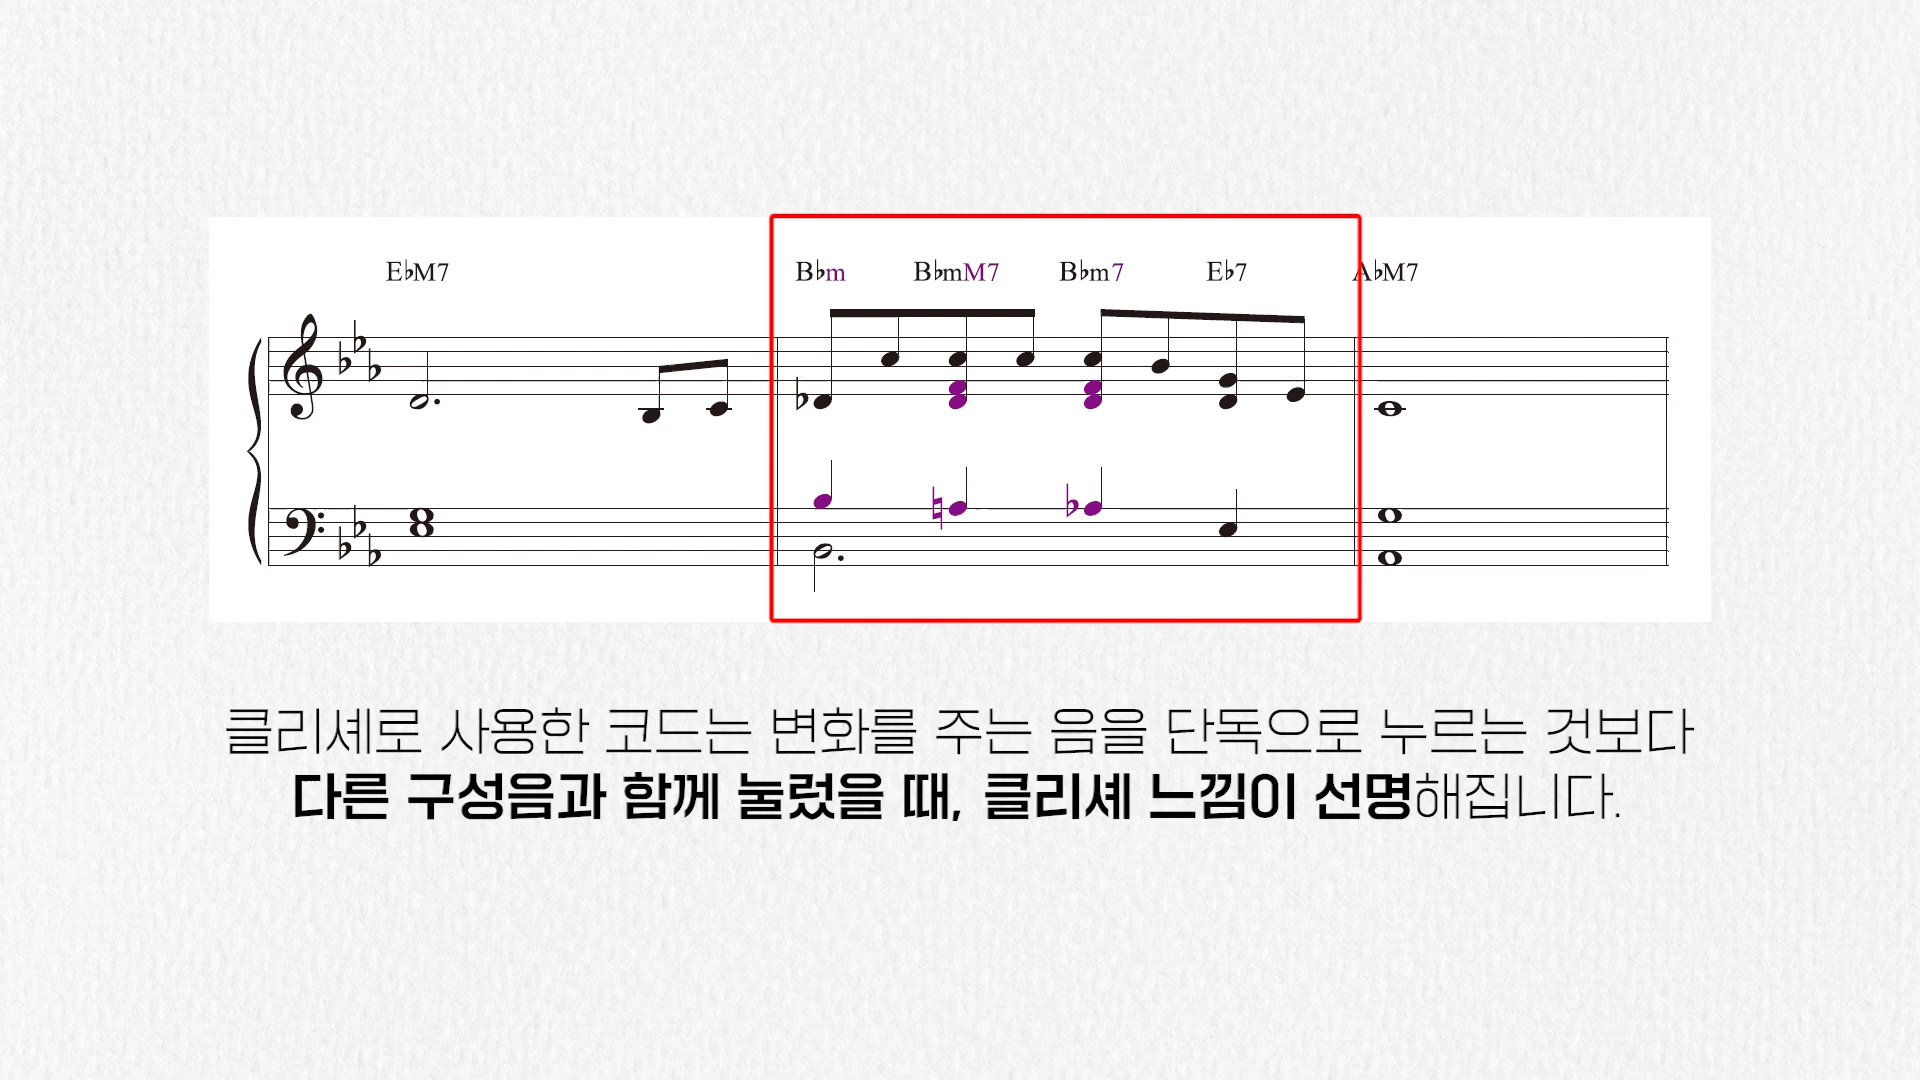 E♭M7 B♭m B♭mM7 B♭m7 E♭7 A♭M7
클리셰로 사용한 코드는 변화를 주는 음을 단독으로 누르는 것보다
다른 구성음과 함께 눌렀을 때, 클리셰 느낌이 선명해집니다.